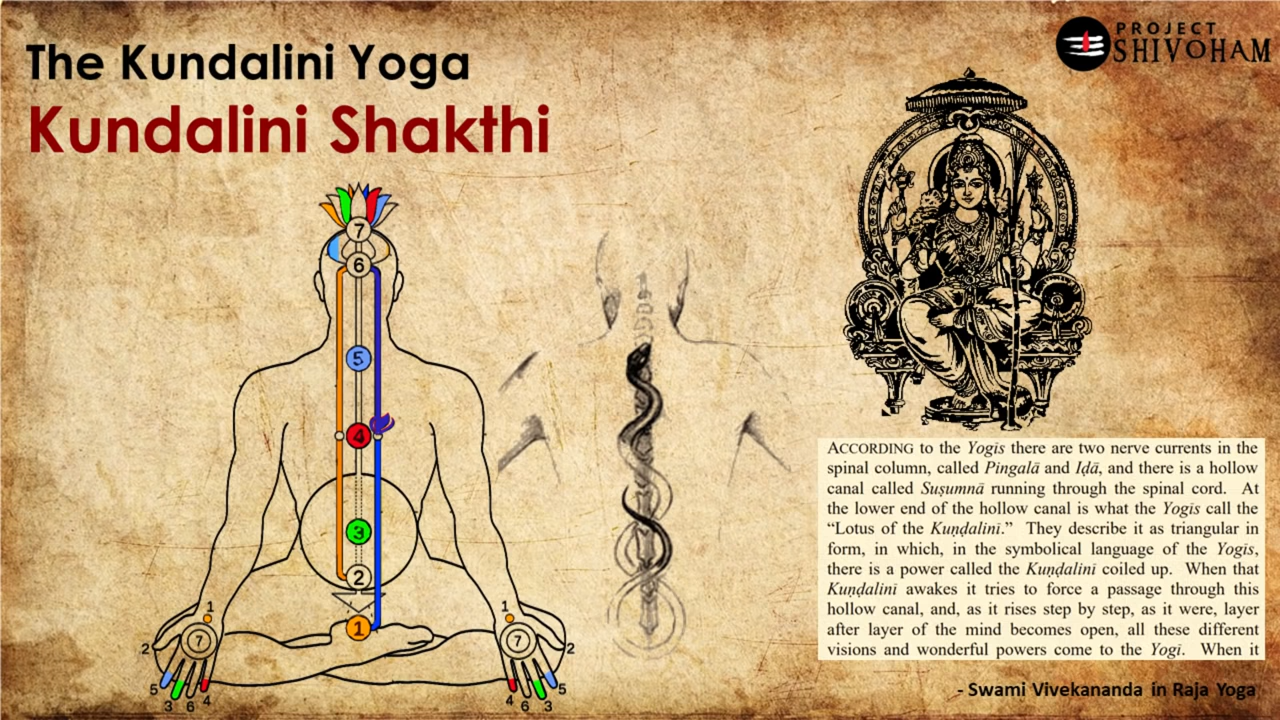 The Kundalini Yoga
Kundalini Shakthi
PROJECT
SHIVOHAM
7
6
5
4
3
2
1
1
7
2
5
3
6
4
1
7
2
5
4
6
3
ACCORDING to the Yogīs there are two nerve currents in the
spinal column, called Pingalā and Iḍā, and there is a hollow
canal called Suṣumnā running through the spinal cord. At
the lower end of the hollow canal is what the Yogīs call the
“Lotus of the Kuṇḍalinī.” They describe it as triangular in
form, in which, in the symbolical language of the Yogīs,
there is a power called the Kuṇḍalinī coiled up. When that
Kuṇḍalinī awakes it tries to force a passage through this
hollow canal, and, as it rises step by step, as it were, layer
after layer of the mind becomes open, all these different
visions and wonderful powers come to the Yogī. When it
- Swami Vivekananda in Raja Yoga